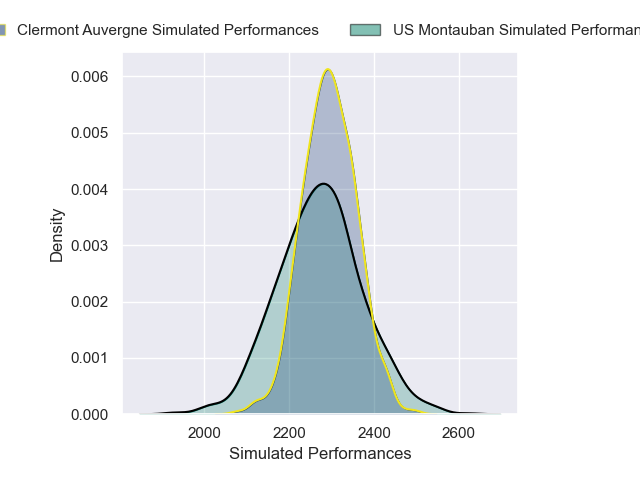 Clermont Auvergne Simulated Performances
US Montauban Simulated
0.006
0.005
0.004
0.003
0.002
0.001
0.000
Density
2000 2200 2400 2600
Simulated Performances